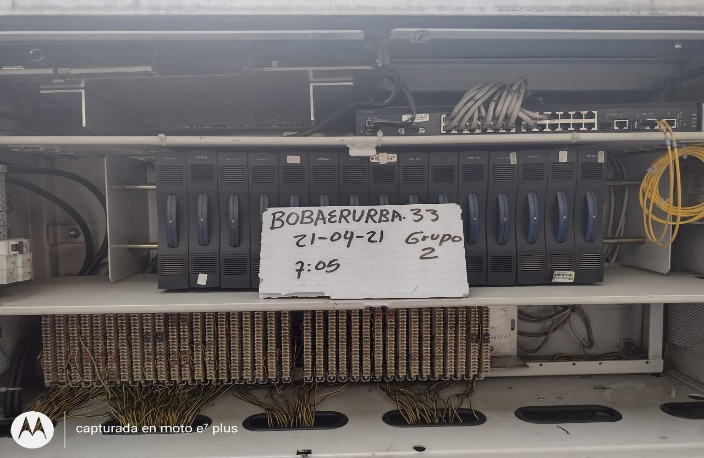 BOBAERURBA.33
21-04-21 Grupo
2
7:05
capturada en moto e⁷ plus